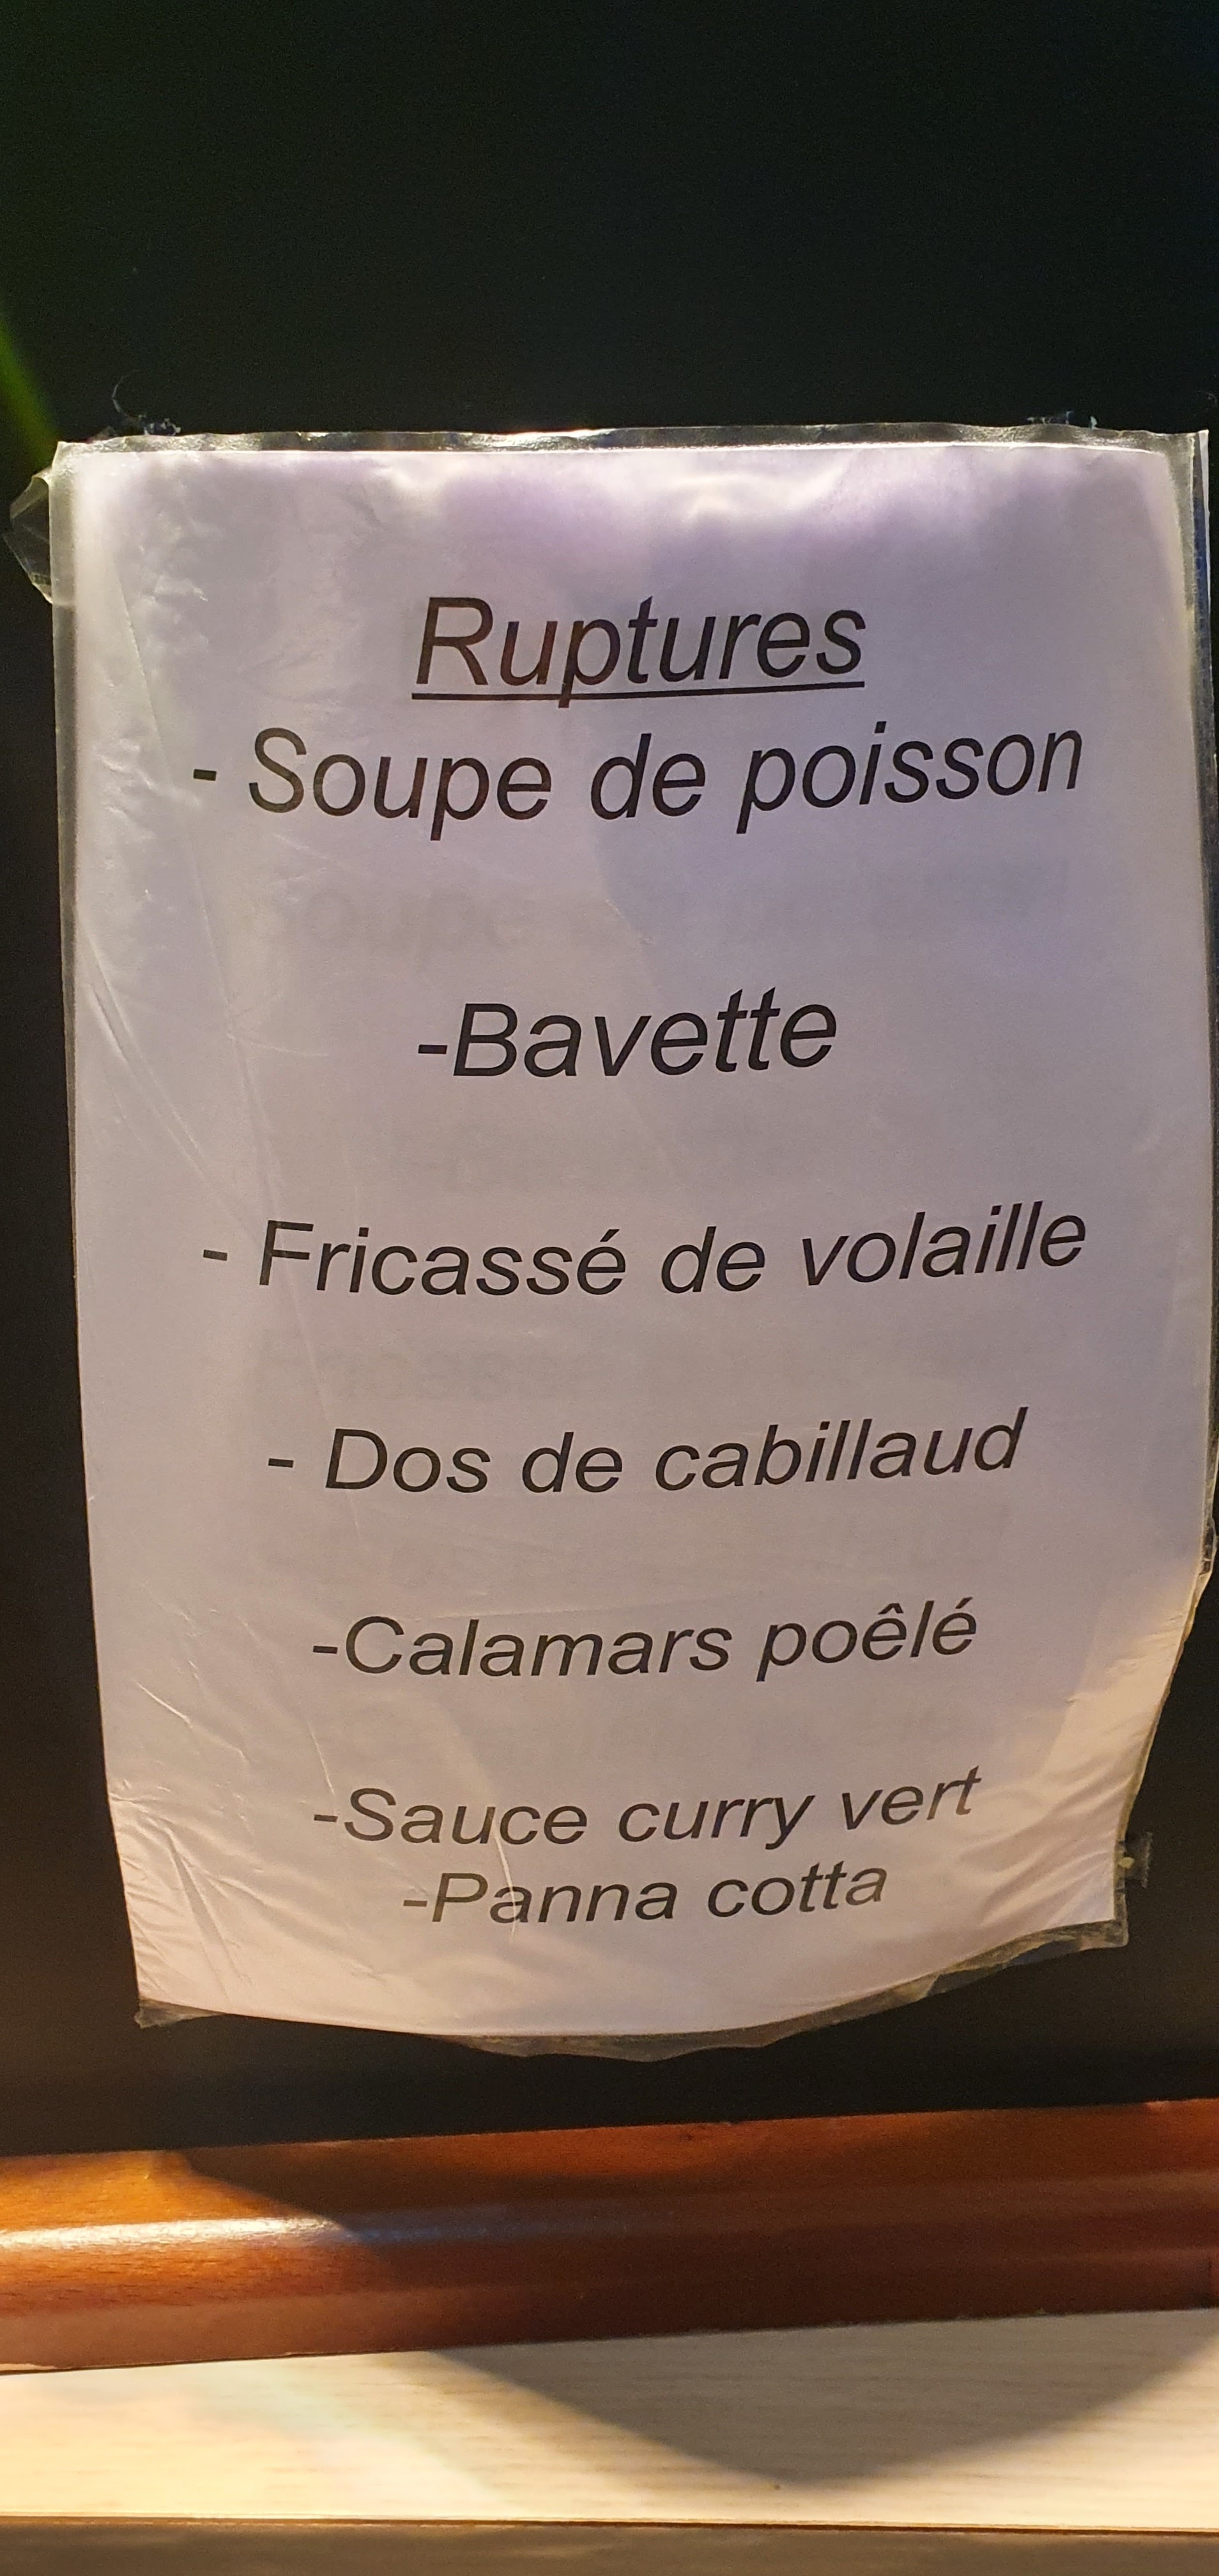 Ruptures
- Soupe de poisson
-Bavette
- Fricassé de volaille
- Dos de cabillaud
-Calamars poêlé
-Sauce curry vert
-Panna cotta